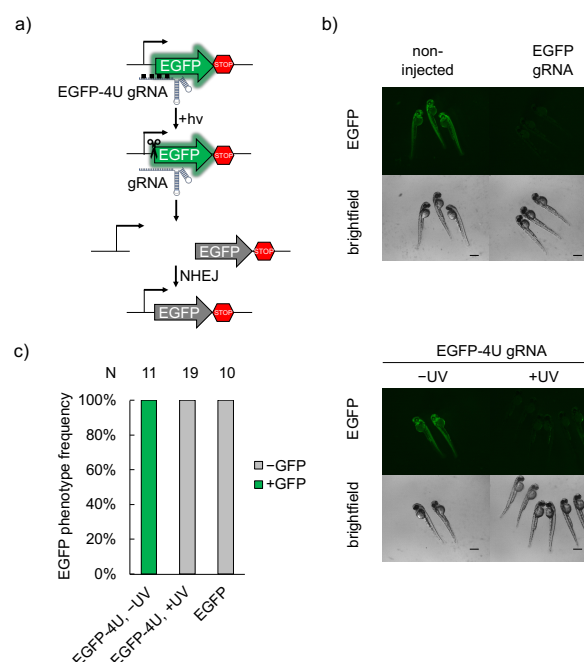 a)
EGFP
STOP
EGFP-4U gRNA
+hv
EGFP
STOP
gRNA
EGFP
STOP
NHEJ
EGFP
STOP
b)
non-
injected
EGFP
gRNA
EGFP
brightfield
EGFP-4U gRNA
−UV
+UV
EGFP
brightfield
c)
N 11 19 10
EGFP phenotype frequency
100%
80%
60%
40%
20%
0%
−GFP
+GFP
EGFP-4U, −UV
EGFP-4U, +UV
EGFP